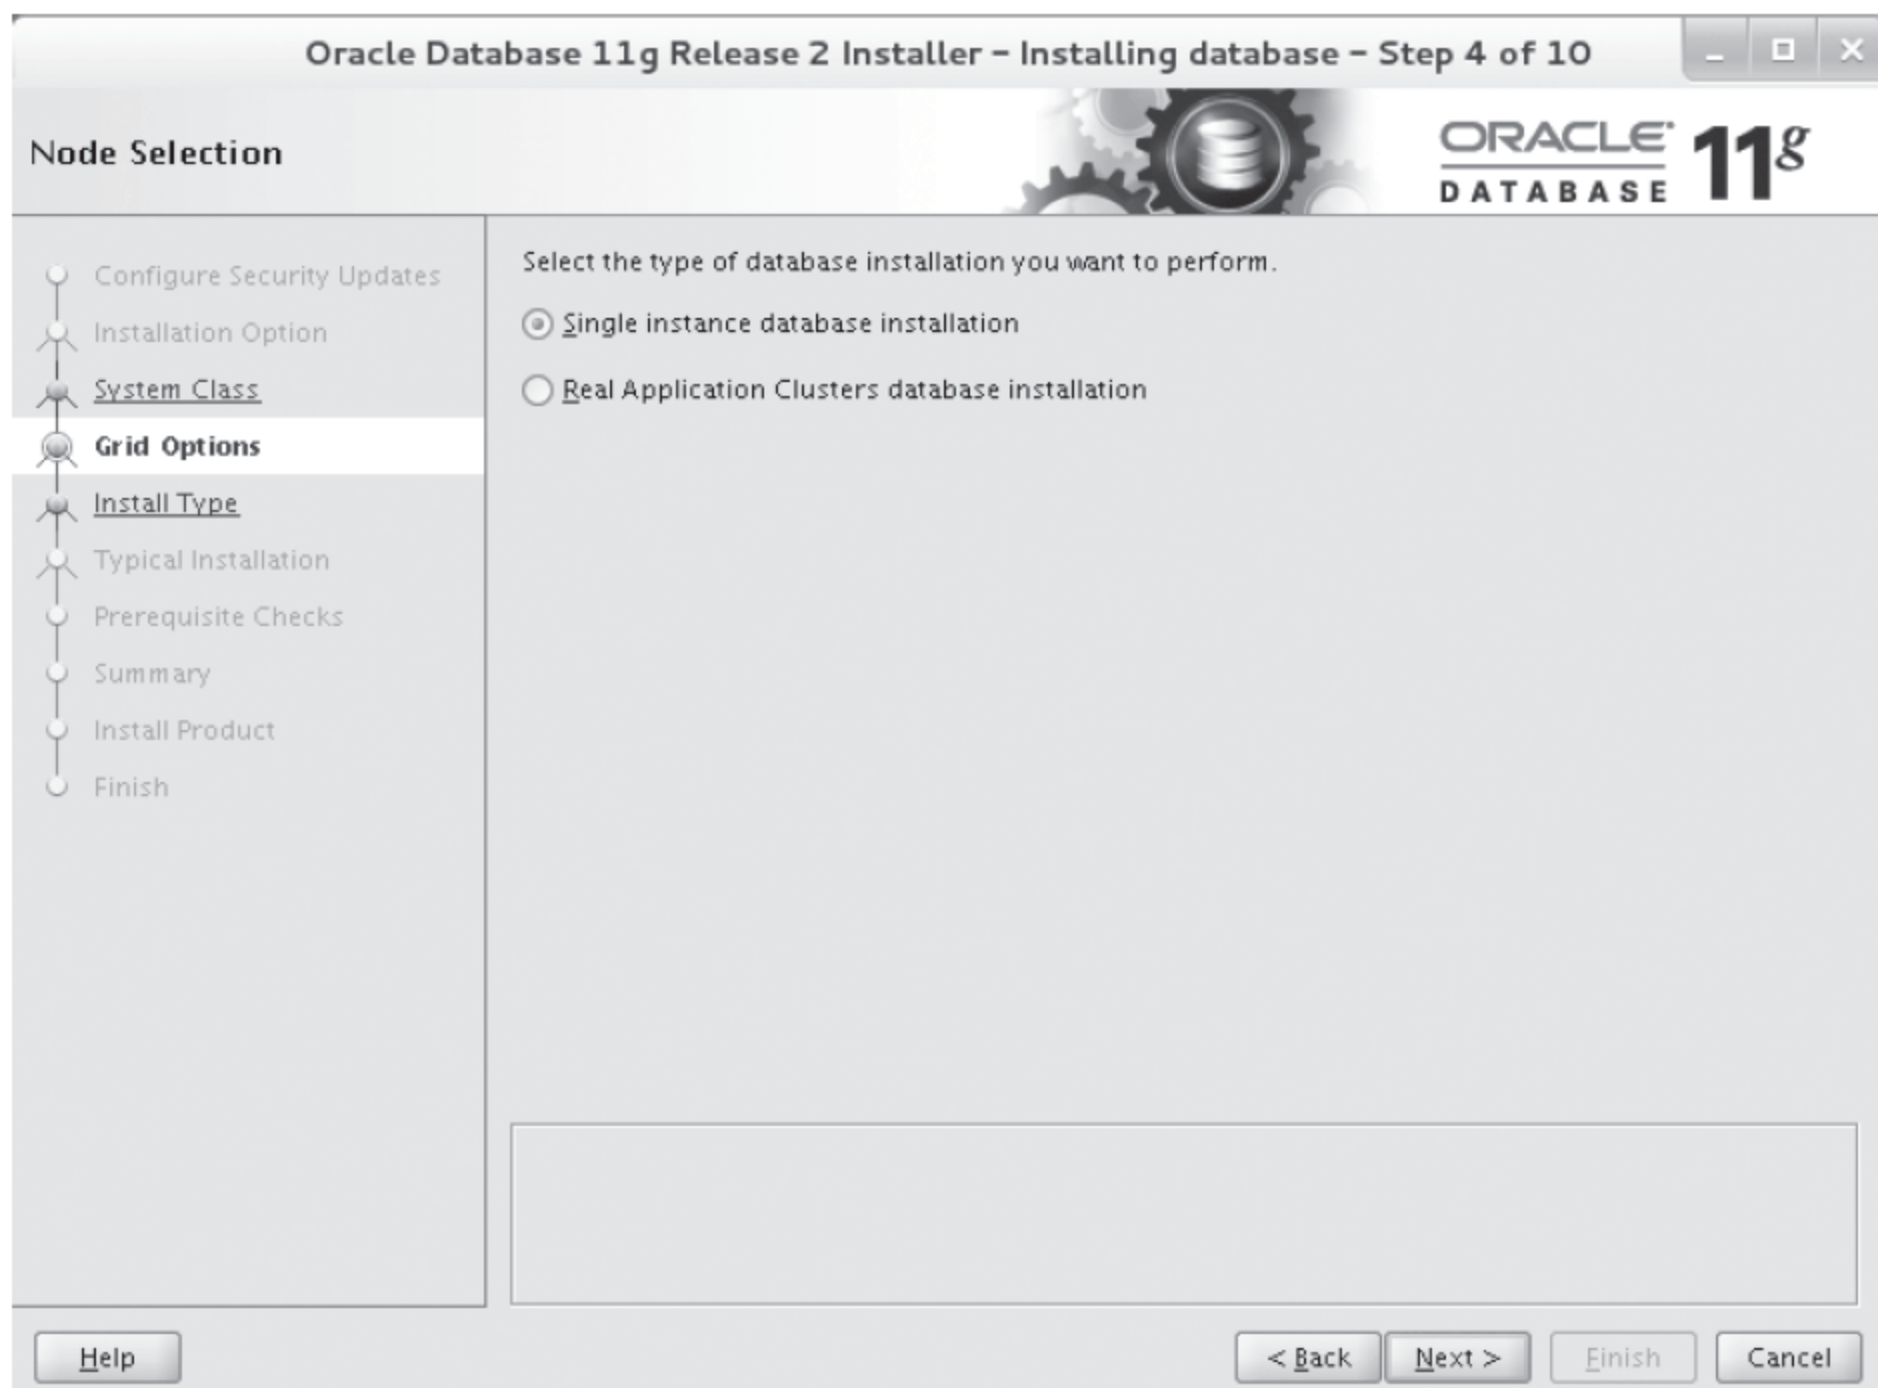 Oracle Database 11g Release 2 Installer – Installing database – Step 4 of 10
Node Selection
ORACLE
DATABASE
11g
Configure Security Updates
Installation Option
System Class
Grid Options
Install Type
Typical Installation
Prerequisite Checks
Summary
Install Product
Finish
Select the type of database installation you want to perform.
Single instance database installation
Real Application Clusters database installation
Help
< Back
Next >
Finish
Cancel